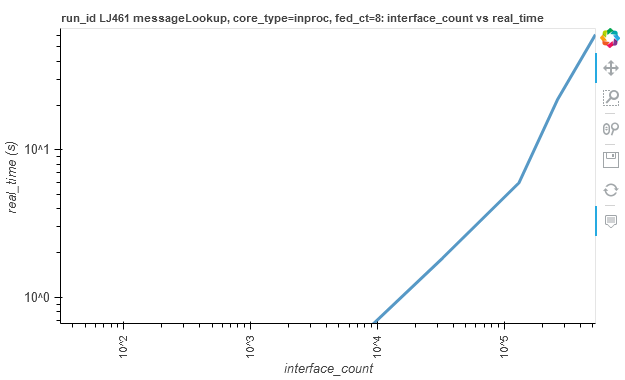 run_id LJ461 messageLookup, core_type=inproc, fed_ct=8: interface_count vs real_time
real_time (s)
10^1
10^0
10^2
10^3
10^4
10^5
interface_count